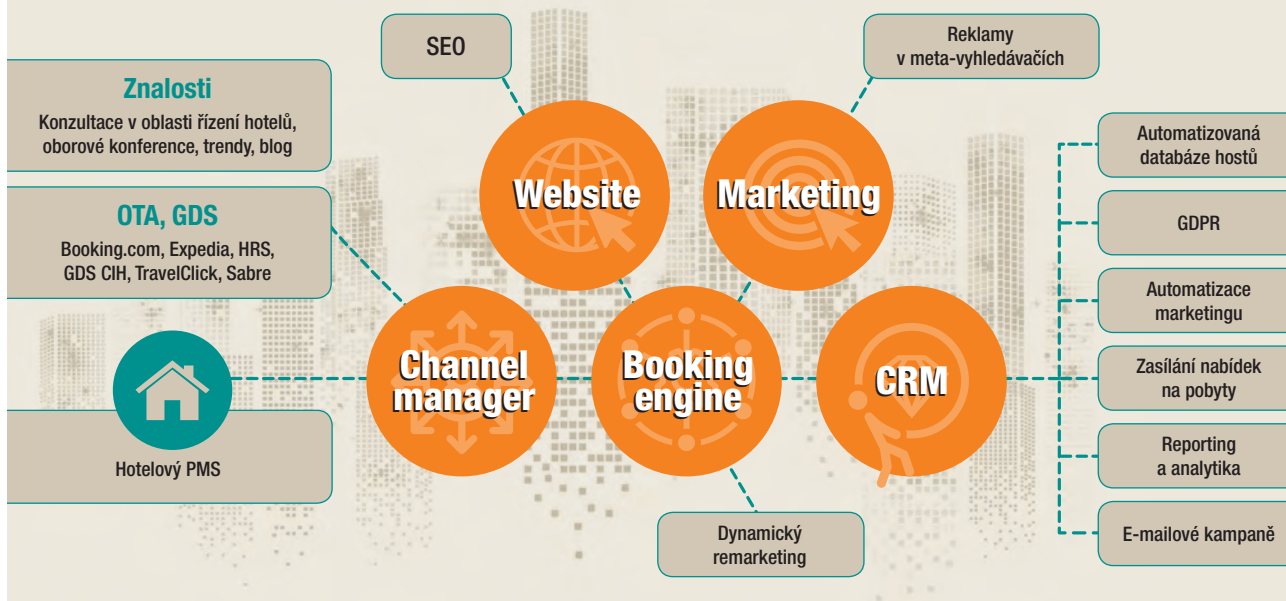 SEO
Reklamy
v meta-vyhledávačích
Znalosti
Konzultace v oblasti řízení hotelů,
oborové konference, trendy, blog
OTA, GDS
Booking.com, Expedia, HRS,
GDS CIH, TravelClick, Sabre
Hotelový PMS
Website
Marketing
Channel
manager
Booking
engine
CRM
Dynamický
remarketing
Automatizovaná
databáze hostů
GDPR
Automatizace
marketingu
Zasílání nabídek
na pobyty
Reporting
a analytika
E-mailové kampaně